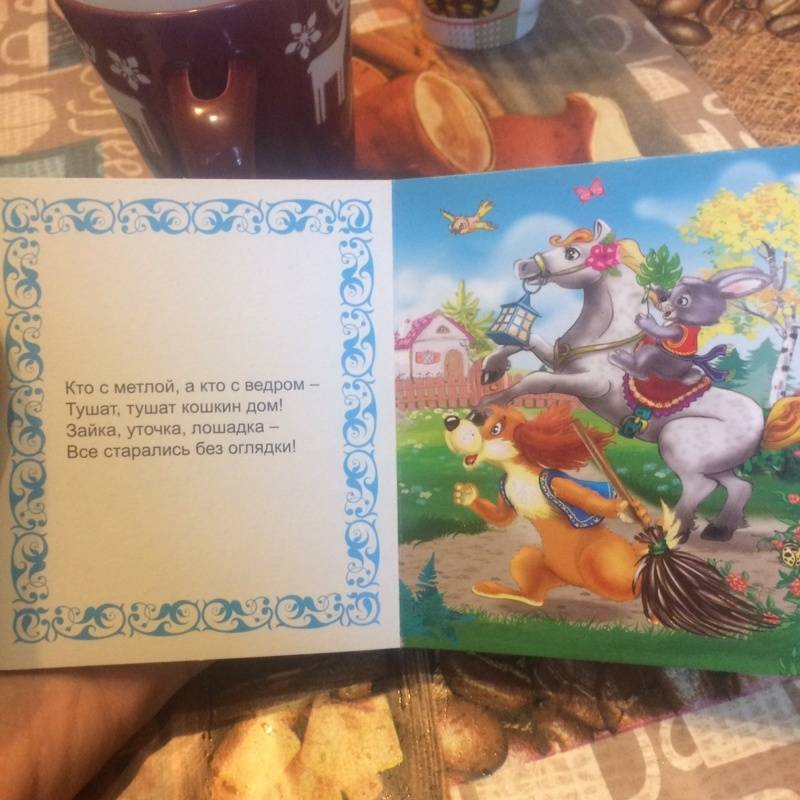 Кто с метлой, а кто с ведром –
Тушат, тушат кошкин дом!
Зайка, уточка, лошадка –
Все старались без оглядки!